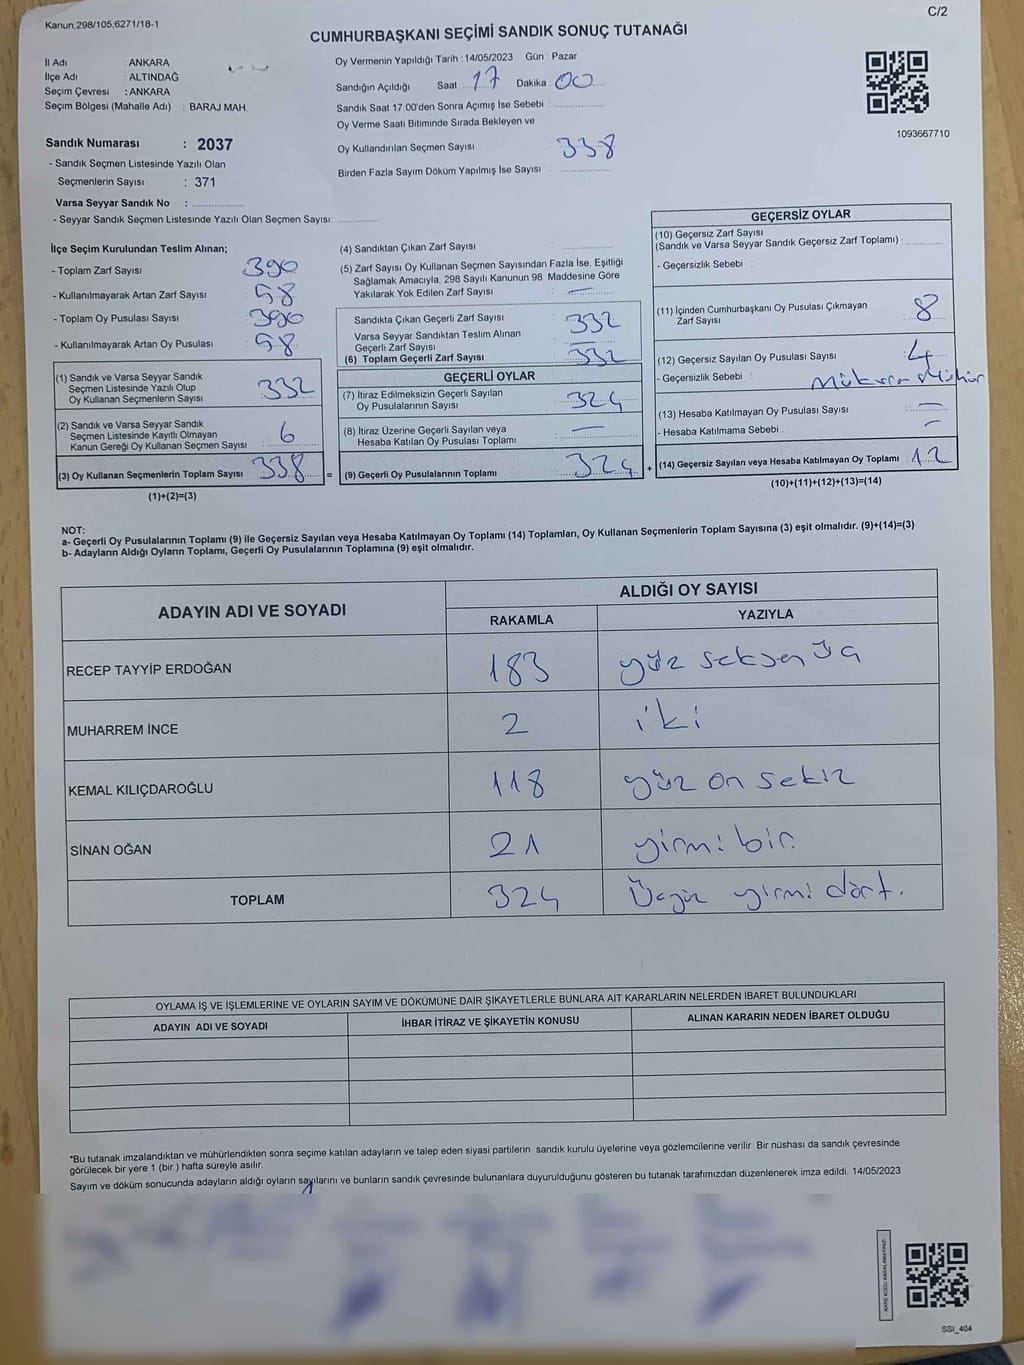 Kanun;298/105,6271/18-1
C/2
CUMHURBAŞKANI SEÇİMİ SANDIK SONUÇ TUTANAĞI
İl Adı : ANKARA
İlçe Adı : ALTINDAĞ
Seçim Çevresi : ANKARA
Seçim Bölgesi (Mahalle Adı) : BARAJ MAH.
Oy Vermenin Yapıldığı Tarih : 14/05/2023 Gün : Pazar
Sandığın Açıldığı Saat : 17 Dakika : 00
Sandık Saat 17:00'den Sonra Açımış İse Sebebi :
Oy Verme Saati Bitiminde Sırada Bekleyen ve
Oy Kullandırılan Seçmen Sayısı : 338
Birden Fazla Sayım Döküm Yapılmış İse Sayısı :
1093667710
Sandık Numarası : 2037
- Sandık Seçmen Listesinde Yazılı Olan
Seçmenlerin Sayısı : 371
Varsa Seyyar Sandık No :
- Seyyar Sandık Seçmen Listesinde Yazılı Olan Seçmen Sayısı:
İlçe Seçim Kurulundan Teslim Alınan;
- Toplam Zarf Sayısı : 390
- Kullanılmayarak Artan Zarf Sayısı : 58
- Toplam Oy Pusulası Sayısı : 390
- Kullanılmayarak Artan Oy Pusulası : 58
(1) Sandık ve Varsa Seyyar Sandık
Seçmen Listesinde Yazılı Olup
Oy Kullanan Seçmenlerin Sayısı : 332
(2) Sandık ve Varsa Seyyar Sandık
Seçmen Listesinde Kayıtlı Olmayan
Kanun Gereği Oy Kullanan Seçmen Sayısı : 6
(3) Oy Kullanan Seçmenlerin Toplam Sayısı : 338
(1)+(2)=(3)
(4) Sandıktan Çıkan Zarf Sayısı :
(5) Zarf Sayısı Oy Kullanan Seçmen Sayısından Fazla İse, Eşitliği
Sağlamak Amacıyla, 298 Sayılı Kanunun 98. Maddesine Göre
Yakılarak Yok Edilen Zarf Sayısı : —
Sandıkta Çıkan Geçerli Zarf Sayısı : 332
Varsa Seyyar Sandıktan Teslim Alınan
Geçerli Zarf Sayısı : —
(6) Toplam Geçerli Zarf Sayısı : 332
GEÇERLİ OYLAR
(7) İtiraz Edilmeksizin Geçerli Sayılan
Oy Pusulalarının Sayısı : 324
(8) İtiraz Üzerine Geçerli Sayılan veya
Hesaba Katılan Oy Pusulası Toplamı : —
= (9) Geçerli Oy Pusulalarının Toplamı : 324 +
GEÇERSİZ OYLAR
(10) Geçersiz Zarf Sayısı
(Sandık ve Varsa Seyyar Sandık Geçersiz Zarf Toplamı) :
- Geçersizlik Sebebi :
(11) İçinden Cumhurbaşkanı Oy Pusulası Çıkmayan
Zarf Sayısı : 8
(12) Geçersiz Sayılan Oy Pusulası Sayısı : 4
- Geçersizlik Sebebi :
(13) Hesaba Katılmayan Oy Pusulası Sayısı : —
- Hesaba Katılmama Sebebi : —
(14) Geçersiz Sayılan veya Hesaba Katılmayan Oy Toplamı : 12
(10)+(11)+(12)+(13)=(14)
NOT:
a- Geçerli Oy Pusulalarının Toplamı (9) ile Geçersiz Sayılan veya Hesaba Katılmayan Oy Toplamı (14) Toplamları, Oy Kullanan Seçmenlerin Toplam Sayısına (3) eşit olmalıdır. (9)+(14)=(3)
b- Adayların Aldığı Oyların Toplamı, Geçerli Oy Pusulalarının Toplamına (9) eşit olmalıdır.
ADAYIN ADI VE SOYADI
ALDIĞI OY SAYISI
RAKAMLA YAZIYLA
RECEP TAYYİP ERDOĞAN 183 yüz seksen üç
MUHARREM İNCE 2 iki
KEMAL KILIÇDAROĞLU 118 yüz on sekiz
SİNAN OĞAN 21 yirmi bir
TOPLAM 324 Üçyüz yirmi dört.
OYLAMA İŞ VE İŞLEMLERİNE VE OYLARIN SAYIM VE DÖKÜMÜNE DAİR ŞİKAYETLERLE BUNLARA AİT KARARLARIN NELERDEN İBARET BULUNDUKLARI
ADAYIN ADI VE SOYADI İHBAR İTİRAZ VE ŞİKAYETİN KONUSU ALINAN KARARIN NEDEN İBARET OLDUĞU
*Bu tutanak imzalandıktan ve mühürlendikten sonra seçime katılan adayların ve talep eden siyasi partilerin sandık kurulu üyelerine veya gözlemcilerine verilir. Bir nüshası da sandık çevresinde
görülecek bir yere 1 (bir ) hafta süreyle asılır.
Sayım ve döküm sonucunda adayların aldığı oyların sayılarını ve bunların sandık çevresinde bulunanlara duyurulduğunu gösteren bu tutanak tarafımızdan düzenlenerek imza edildi. 14/05/2023
SSI_404